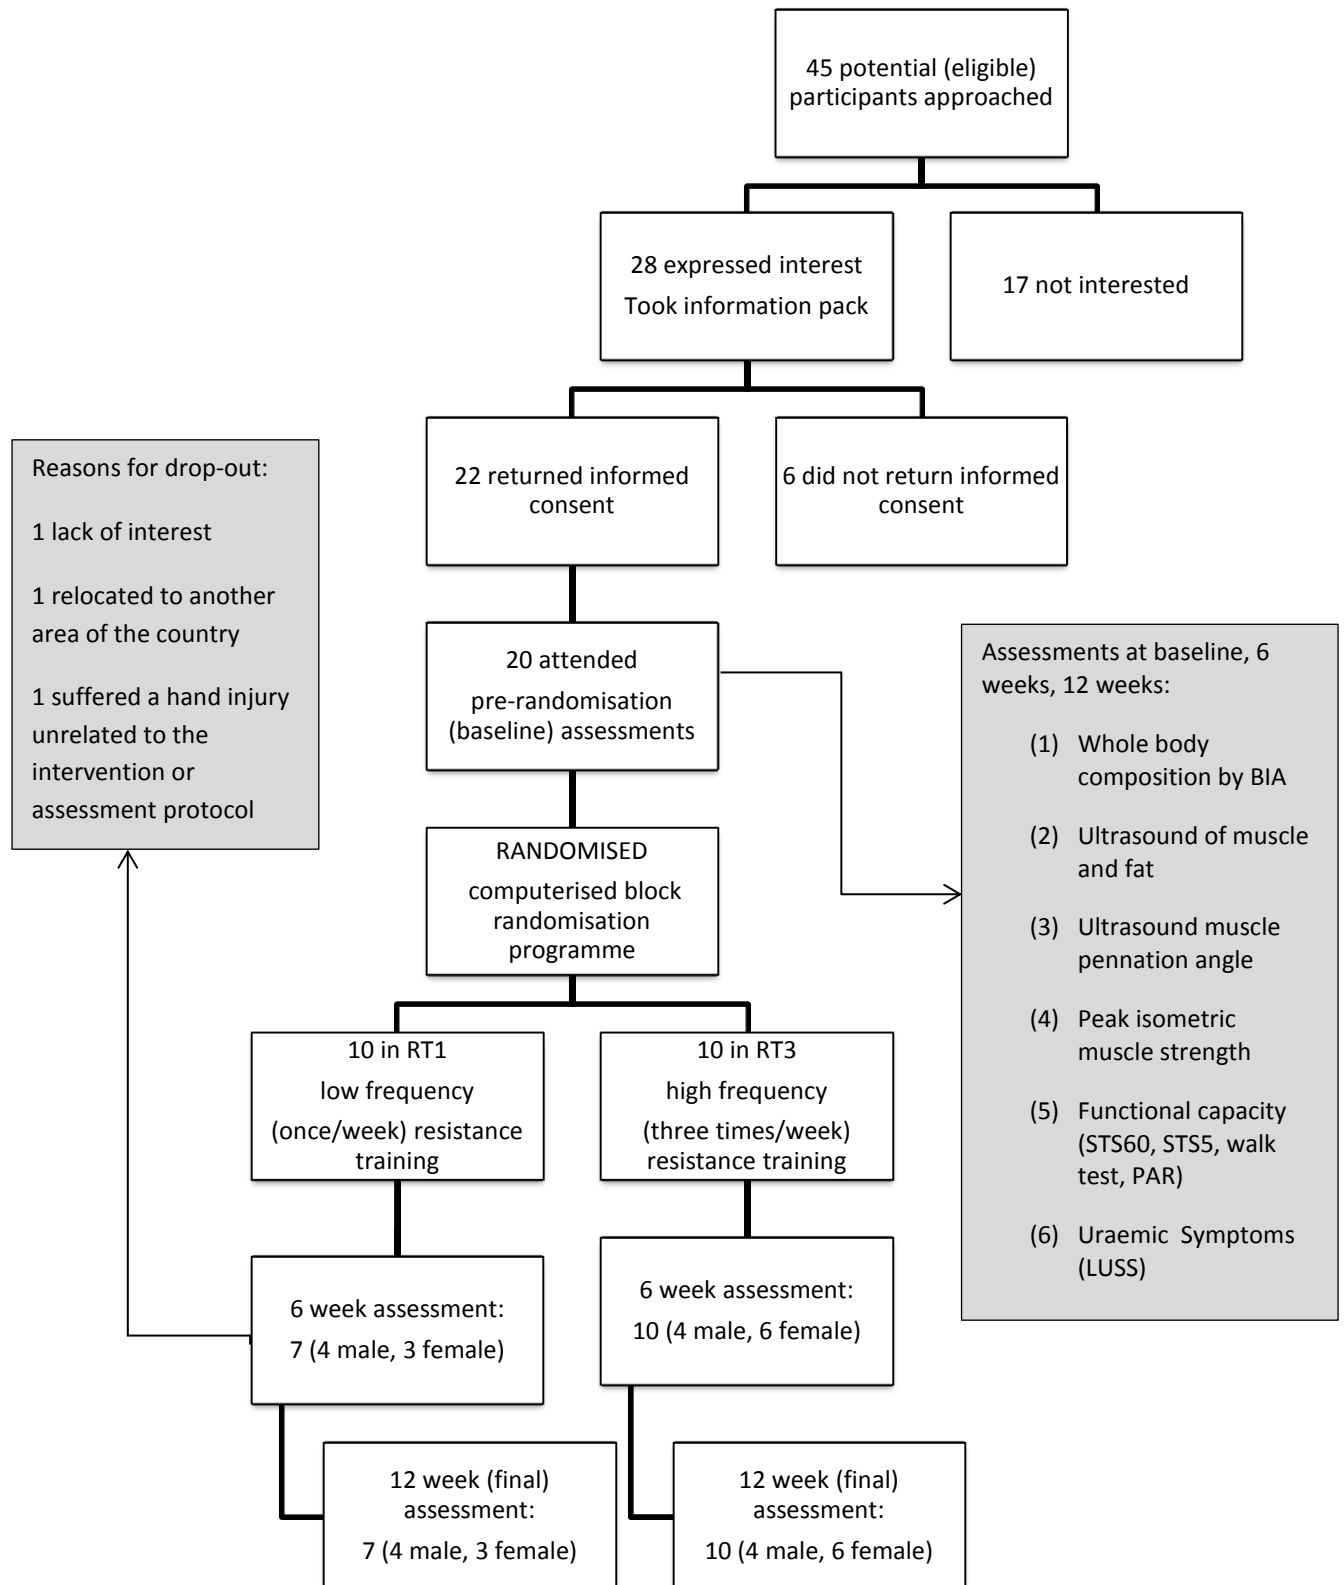 45 potential (eligible)
participants approached
28 expressed interest
Took information pack
17 not interested
22 returned informed
consent
6 did not return informed
consent
Reasons for drop-out:
1 lack of interest
1 relocated to another
area of the country
1 suffered a hand injury
unrelated to the
intervention or
assessment protocol
20 attended
pre-randomisation
(baseline) assessments
Assessments at baseline, 6
weeks, 12 weeks:
(1) Whole body
composition by BIA
(2) Ultrasound of muscle
and fat
(3) Ultrasound muscle
pennation angle
(4) Peak isometric
muscle strength
(5) Functional capacity
(STS60, STS5, walk
test, PAR)
(6) Uraemic Symptoms
(LUSS)
RANDOMISED
computerised block
randomisation
programme
10 in RT1
low frequency
(once/week) resistance
training
10 in RT3
high frequency
(three times/week)
resistance training
6 week assessment:
7 (4 male, 3 female)
6 week assessment:
10 (4 male, 6 female)
12 week (final)
assessment:
7 (4 male, 3 female)
12 week (final)
assessment:
10 (4 male, 6 female)